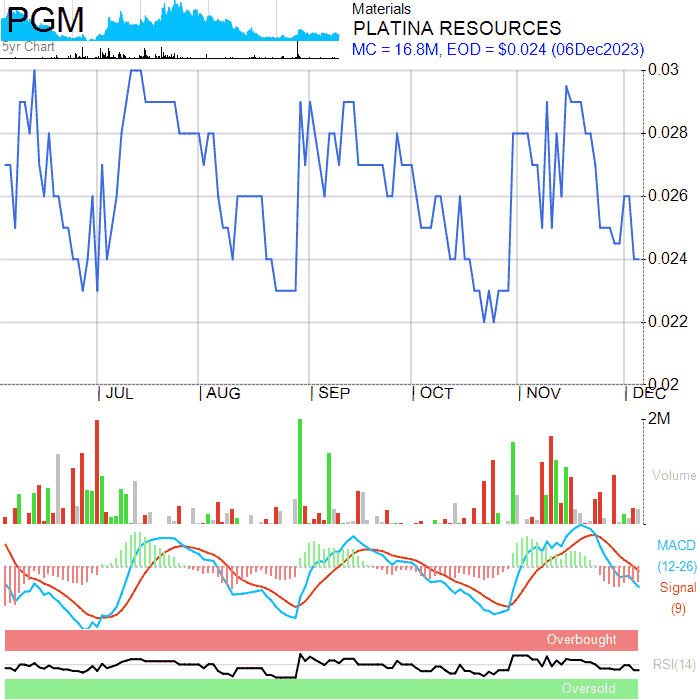 PGM
5yr Chart
Materials
PLATINA RESOURCES
MC = 16.8M, EOD = $0.024 (06Dec2023)
0.03
0.028
0.026
0.024
0.022
0.02
JUL AUG SEP OCT NOV DEC
2M
Volume
MACD
(12-26)
Signal
(9)
Overbought
RSI(14)
Oversold